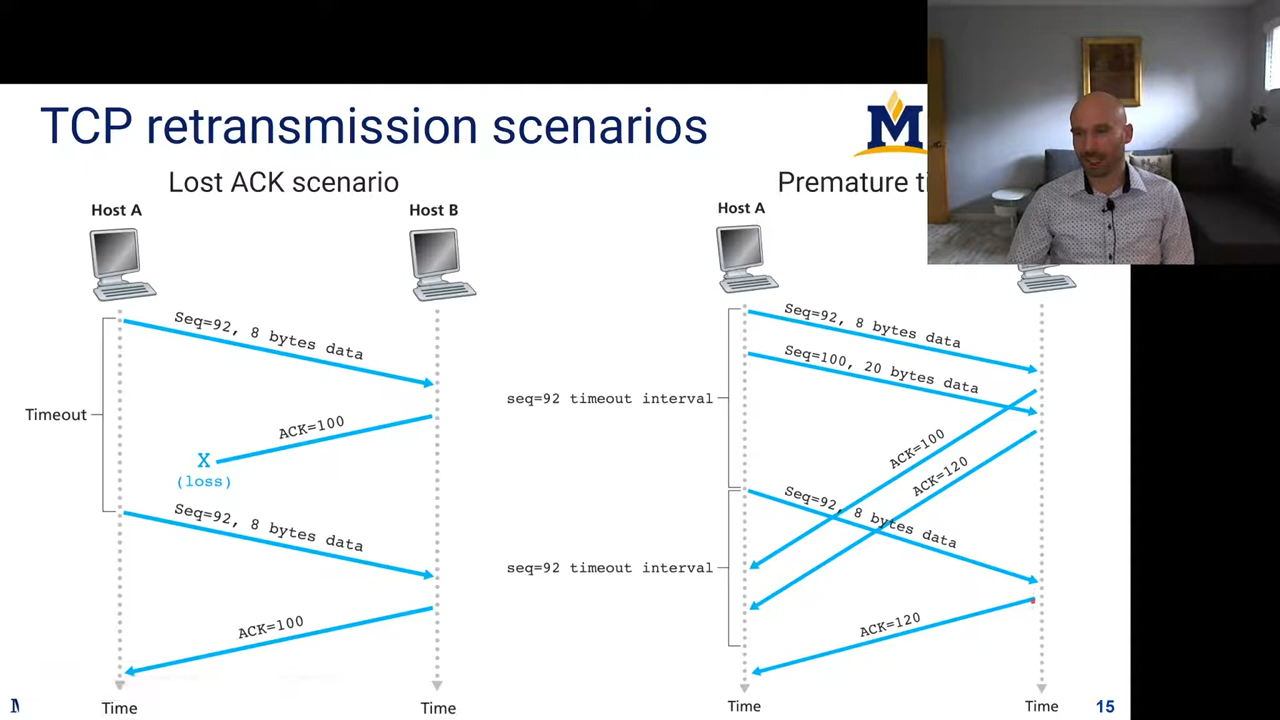 TCP retransmission scenarios
M
Lost ACK scenario
Host A
Host B
Seq=92, 8 bytes data
Timeout
ACK=100
X
(loss)
Seq=92, 8 bytes data
ACK=100
Time
Time
Premature
Host A
Seq=92, 8 bytes data
Seq=100, 20 bytes data
seq=92 timeout interval
ACK=100
ACK=120
Seq=92, 8 bytes data
seq=92 timeout interval
ACK=120
Time
Time
15